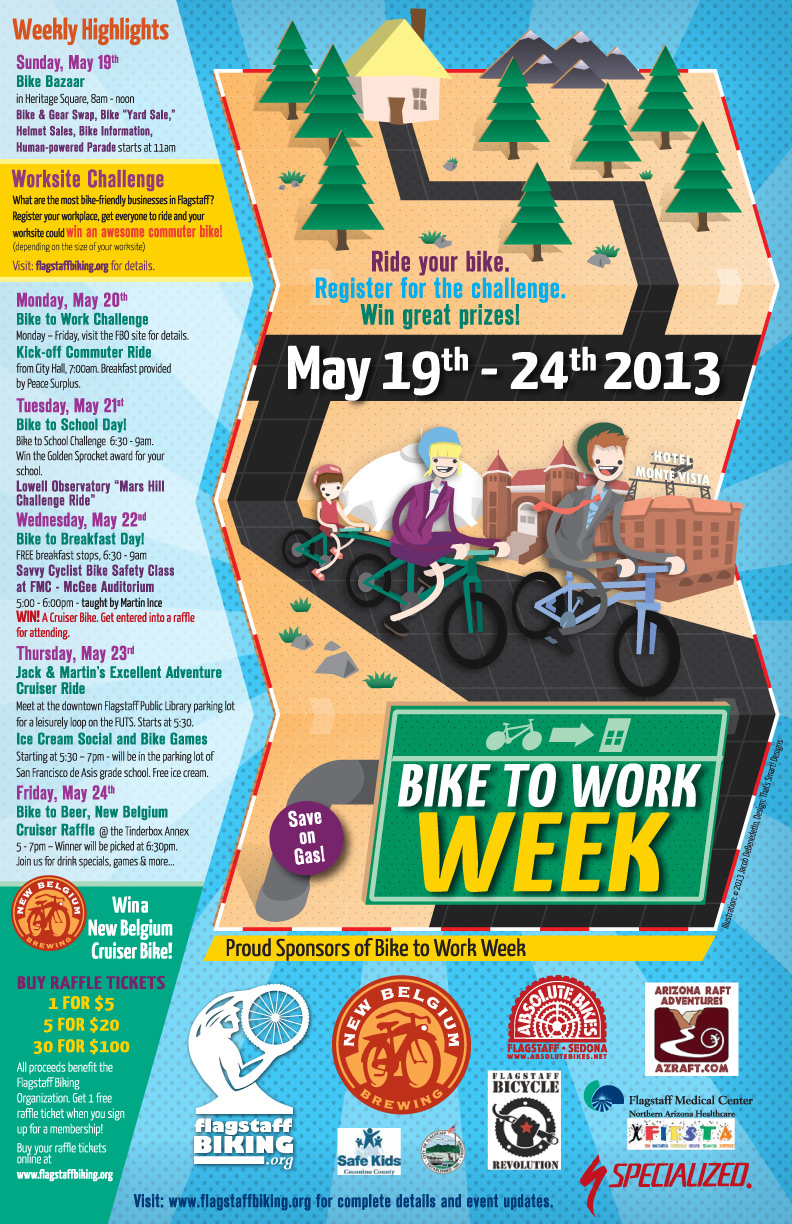 Weekly Highlights
Sunday, May 19th
Bike Bazaar
in Heritage Square, 8am - noon
Bike & Gear Swap, Bike "Yard Sale,"
Helmet Sales, Bike Information,
Human-powered Parade starts at 11am
Worksite Challenge
What are the most bike-friendly businesses in Flagstaff?
Register your workplace, get everyone to ride and your
worksite could win an awesome commuter bike!
(depending on the size of your worksite)
Visit: flagstaffbiking.org for details.
Monday, May 20th
Bike to Work Challenge
Monday – Friday, visit the FBO site for details.
Kick-off Commuter Ride
from City Hall, 7:00am. Breakfast provided
by Peace Surplus.
Tuesday, May 21st
Bike to School Day!
Bike to School Challenge 6:30 - 9am.
Win the Golden Sprocket award for your
school.
Lowell Observatory "Mars Hill
Challenge Ride"
Wednesday, May 22nd
Bike to Breakfast Day!
FREE breakfast stops, 6:30 - 9am
Savvy Cyclist Bike Safety Class
at FMC - McGee Auditorium
5:00 - 6:00pm - taught by Martin Ince
WIN! A Cruiser Bike. Get entered into a raffle
for attending.
Thursday, May 23rd
Jack & Martin's Excellent Adventure
Cruiser Ride
Meet at the downtown Flagstaff Public Library parking lot
for a leisurely loop on the FUTS. Starts at 5:30.
Ice Cream Social and Bike Games
Starting at 5:30 – 7pm - will be in the parking lot of
San Francisco de Asis grade school. Free ice cream.
Friday, May 24th
Bike to Beer, New Belgium
Cruiser Raffle @ the Tinderbox Annex
5 - 7pm – Winner will be picked at 6:30pm.
Join us for drink specials, games & more...
NEW BELGIUM
BREWING
Win a
New Belgium
Cruiser Bike!
BUY RAFFLE TICKETS
1 FOR $5
5 FOR $20
30 FOR $100
All proceeds benefit the
Flagstaff Biking
Organization. Get 1 free
raffle ticket when you sign
up for a membership!
Buy your raffle tickets
online at
www.flagstaffbiking.org
Ride your bike.
Register for the challenge.
Win great prizes!
May 19th - 24th 2013
HOTEL
MONTE VISTA
BIKE TO WORK
WEEK
Save
on
Gas!
Illustration: © 2013 Jacob DeBenedetto, Design: That's Smart! Designs
Proud Sponsors of Bike to Work Week
flagstaff
BIKING
.org
NEW BELGIUM
BREWING
ABSOLUTE BIKES
FLAGSTAFF • SEDONA
WWW.ABSOLUTEBIKES.NET
ARIZONA RAFT
ADVENTURES
AZRAFT.COM
Safe Kids
Coconino County
FLAGSTAFF
BICYCLE
REVOLUTION
Flagstaff Medical Center
Northern Arizona Healthcare
FIESTA
SPECIALIZED.
Visit: www.flagstaffbiking.org for complete details and event updates.